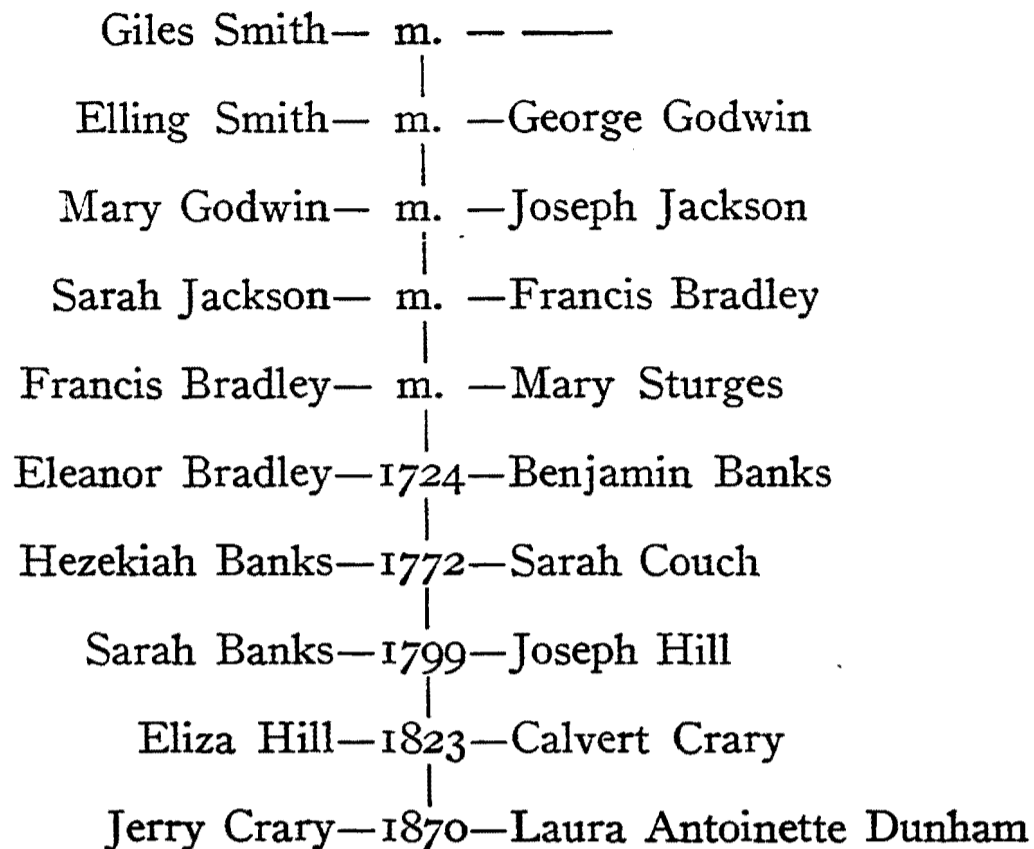 Giles Smith— m. — ——
Elling Smith— m. —George Godwin
Mary Godwin— m. —Joseph Jackson
Sarah Jackson— m. —Francis Bradley
Francis Bradley— m. —Mary Sturges
Eleanor Bradley—1724—Benjamin Banks
Hezekiah Banks—1772—Sarah Couch
Sarah Banks—1799—Joseph Hill
Eliza Hill—1823—Calvert Crary
Jerry Crary—1870—Laura Antoinette Dunham